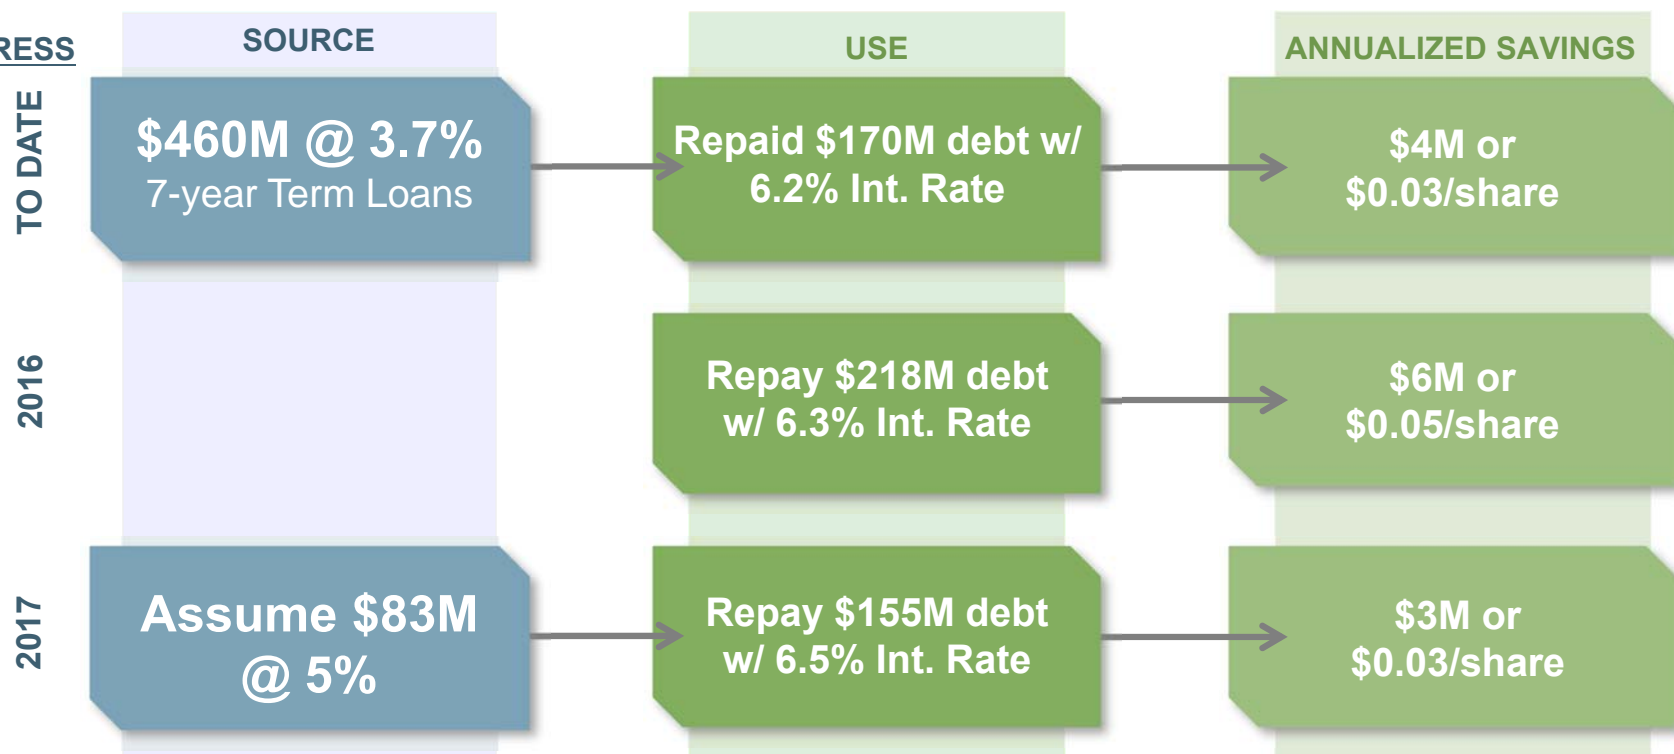 RESS
SOURCE
USE
ANNUALIZED SAVINGS
TO DATE
$460M @ 3.7%
7-year Term Loans
Repaid $170M debt w/
6.2% Int. Rate
$4M or
$0.03/share
2016
Repay $218M debt
w/ 6.3% Int. Rate
$6M or
$0.05/share
2017
Assume $83M
@ 5%
Repay $155M debt
w/ 6.5% Int. Rate
$3M or
$0.03/share